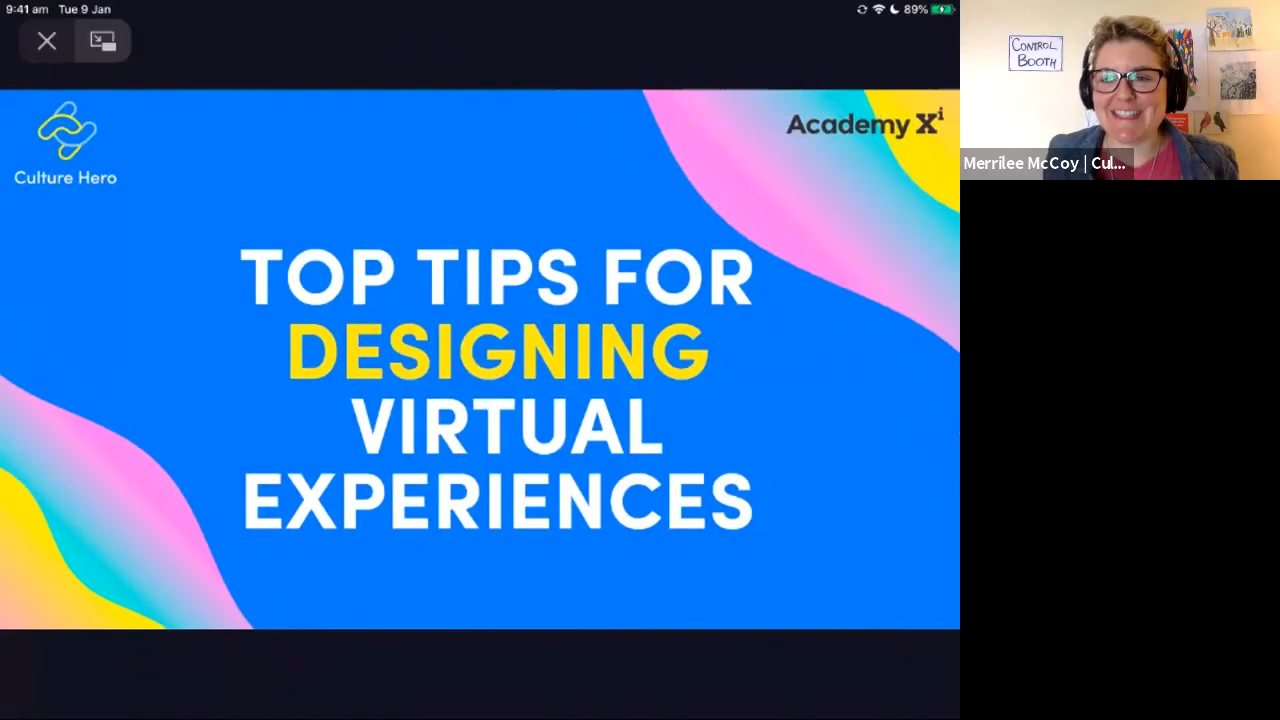 9:41 am Tue 9 Jan
89%
Culture Hero
Academy Xi
TOP TIPS FOR
DESIGNING
VIRTUAL
EXPERIENCES
CONTROL
BOOTH
Merrilee McCoy | Cul...